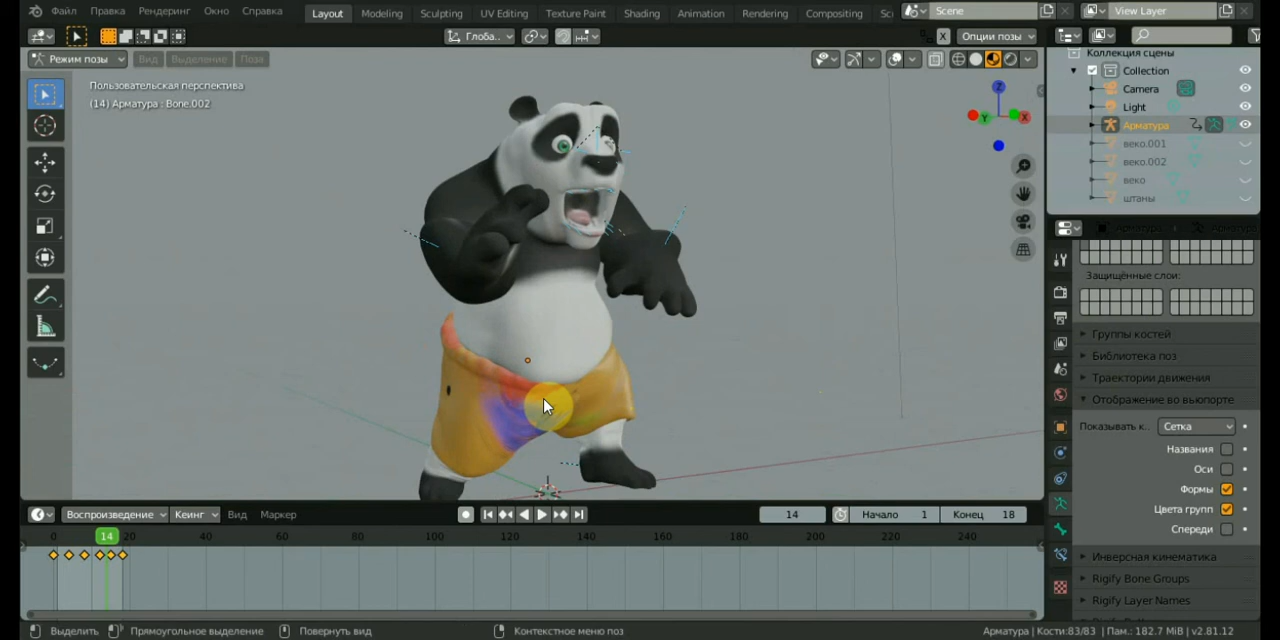 Файл Правка Рендеринг Окно Справка Layout Modeling Sculpting UV Editing Texture Paint Shading Animation Rendering Compositing Sc Scene View Layer
Глоба.. X Опции позы
Режим позы Вид Выделение Поза
Коллекция сцены
Collection
Camera
Light
Арматура
веко.001
веко.002
веко
штаны
Пользовательская перспектива
(14) Арматура : Bone.002
Z
Y
X
Арматура
Защищённые слои:
Группы костей
Библиотека поз
Траектории движения
Отображение во вьюпорте
Показывать к.. Сетка
Названия
Оси
Формы
Цвета групп
Спереди
Инверсная кинематика
Rigify Bone Groups
Rigify Layer Names
Воспроизведение Кеинг Вид Маркер 14 Начало 1 Конец 18
0 14 20 40 60 80 100 120 140 160 180 200 220 240
Выделить Прямоугольное выделение Повернуть вид Контекстное меню поз Арматура | Кости:83/83 | Пам.: 182.7 MiB | v2.81.12